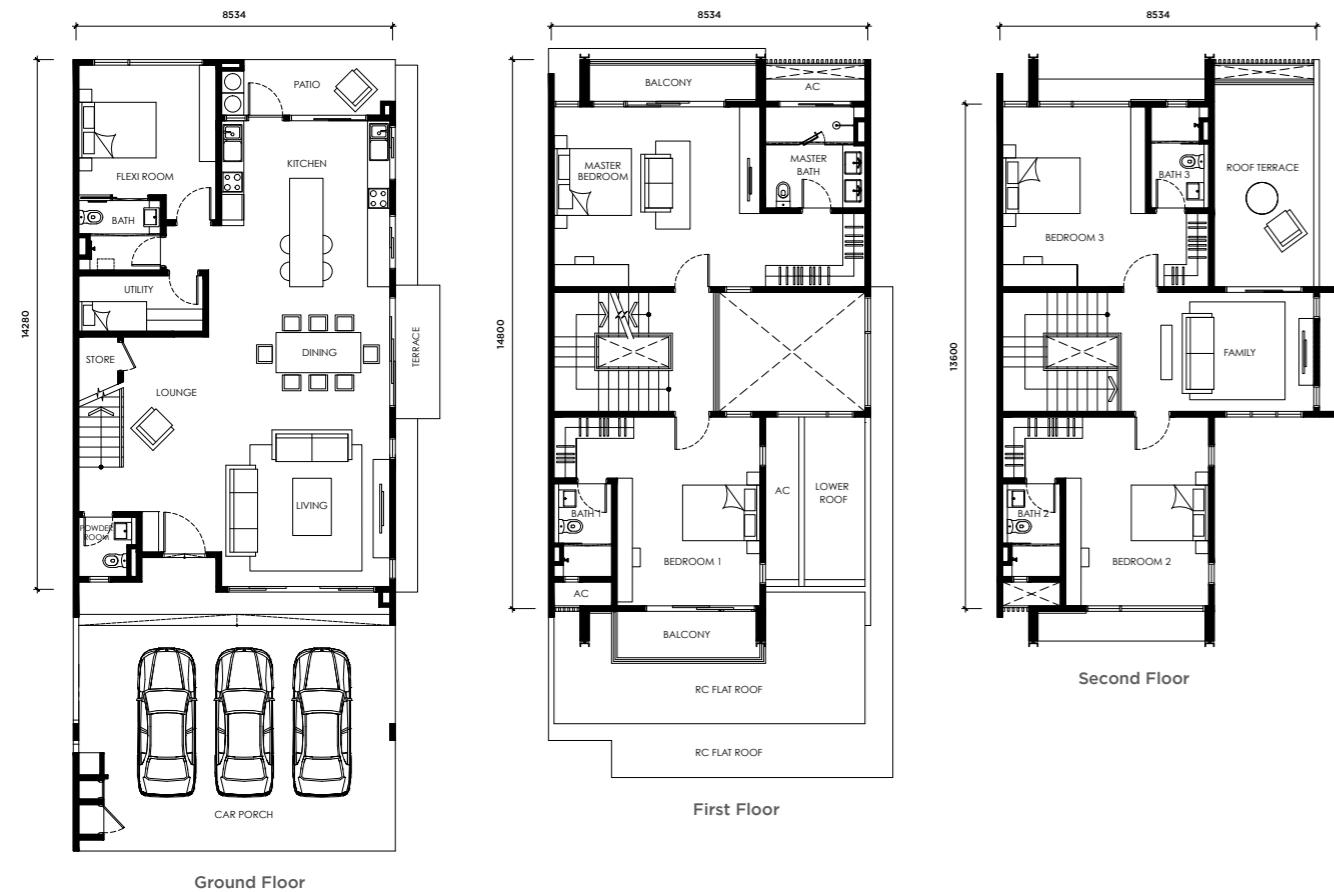 8534
14280
PATIO
KITCHEN
FLEXI ROOM
BATH
UTILITY
STORE
DINING
TERRACE
LOUNGE
LIVING
POWDER
ROOM
CAR PORCH
Ground Floor
8534
14800
BALCONY
AC
MASTER
BEDROOM
MASTER
BATH
BATH 1
BEDROOM 1
AC
LOWER
ROOF
AC
BALCONY
RC FLAT ROOF
RC FLAT ROOF
First Floor
8534
13600
BATH 3
ROOF TERRACE
BEDROOM 3
FAMILY
BATH 2
BEDROOM 2
Second Floor